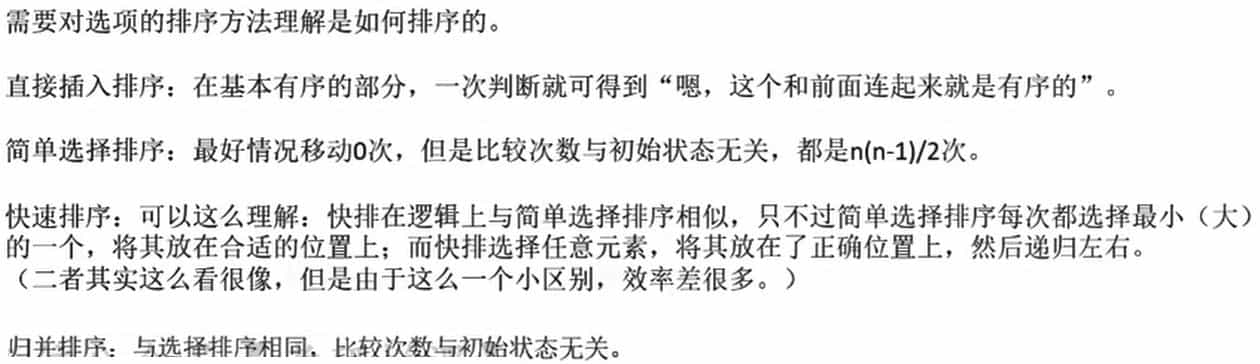 需要对选项的排序方法理解是如何排序的。
直接插入排序：在基本有序的部分，一次判断就可得到“嗯，这个和前面连起来就是有序的”。
简单选择排序：最好情况移动0次，但是比较次数与初始状态无关，都是n(n-1)/2次。
快速排序：可以这么理解：快排在逻辑上与简单选择排序相似，只不过简单选择排序每次都选择最小（大）
的一个，将其放在合适的位置上；而快排选择任意元素，将其放在了正确位置上，然后递归左右。
（二者其实这么看很像，但是由于这么一个小区别，效率差很多。）
归并排序：与选择排序相同，比较次数与初始状态无关。